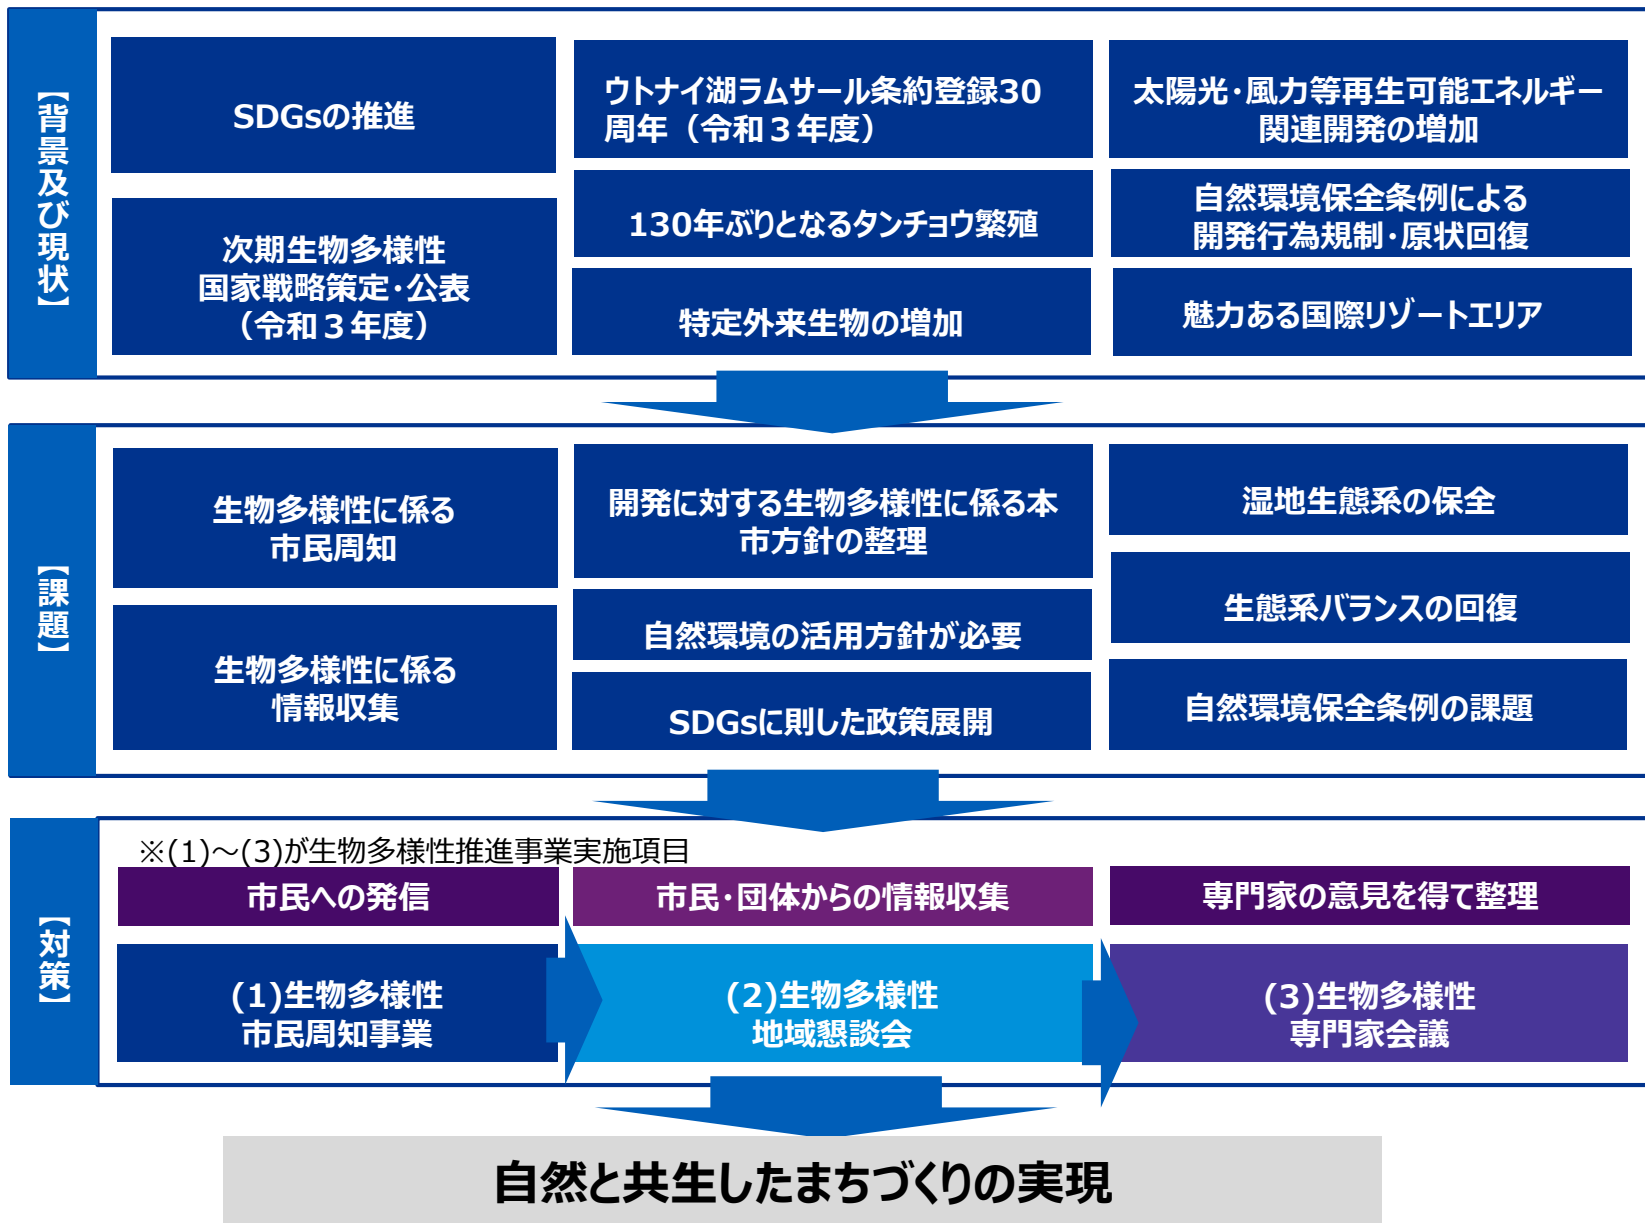 【背景及び現状】
SDGsの推進
次期生物多様性
国家戦略策定・公表
（令和３年度）
ウトナイ湖ラムサール条約登録30
周年（令和３年度）
130年ぶりとなるタンチョウ繁殖
特定外来生物の増加
太陽光・風力等再生可能エネルギー
関連開発の増加
自然環境保全条例による
開発行為規制・原状回復
魅力ある国際リゾートエリア
【課題】
生物多様性に係る
市民周知
生物多様性に係る
情報収集
開発に対する生物多様性に係る本
市方針の整理
自然環境の活用方針が必要
SDGsに則した政策展開
湿地生態系の保全
生態系バランスの回復
自然環境保全条例の課題
【対策】
※(1)～(3)が生物多様性推進事業実施項目
市民への発信
市民・団体からの情報収集
専門家の意見を得て整理
(1)生物多様性
市民周知事業
(2)生物多様性
地域懇談会
(3)生物多様性
専門家会議
自然と共生したまちづくりの実現